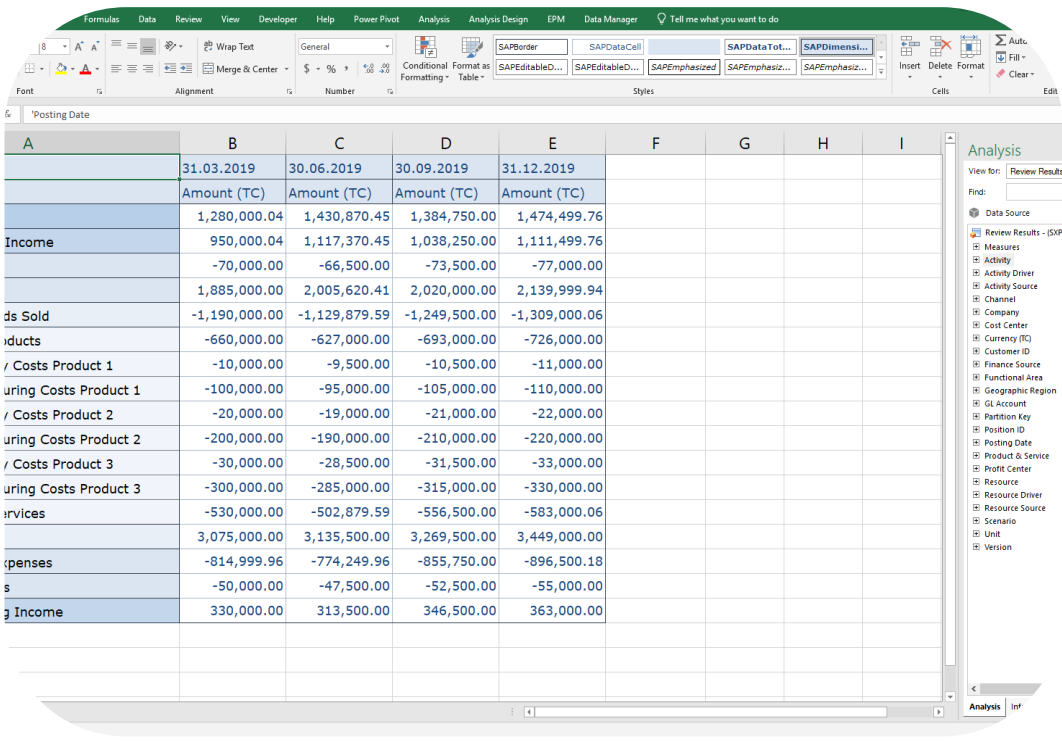 Formulas Data Review View Developer Help Power Pivot Analysis Analysis Design EPM Data Manager Tell me what you want to do
8 A A Wrap Text General Conditional Formatting Format as Table SAPBorder SAPDataCell SAPDataTot... SAPDimensi... Insert Delete Format Auto
Merge & Center $ % , SAPEditableD... SAPEditableD... SAPEmphasized SAPEmphasiz... SAPEmphasiz... Fill
Clear
Font Alignment Number Styles Cells Edit
'Posting Date
A B C D E F G H I
31.03.2019 30.06.2019 30.09.2019 31.12.2019
Amount (TC) Amount (TC) Amount (TC) Amount (TC)
1,280,000.04 1,430,870.45 1,384,750.00 1,474,499.76
Income 950,000.04 1,117,370.45 1,038,250.00 1,111,499.76
-70,000.00 -66,500.00 -73,500.00 -77,000.00
1,885,000.00 2,005,620.41 2,020,000.00 2,139,999.94
ds Sold -1,190,000.00 -1,129,879.59 -1,249,500.00 -1,309,000.06
oducts -660,000.00 -627,000.00 -693,000.00 -726,000.00
y Costs Product 1 -10,000.00 -9,500.00 -10,500.00 -11,000.00
uring Costs Product 1 -100,000.00 -95,000.00 -105,000.00 -110,000.00
y Costs Product 2 -20,000.00 -19,000.00 -21,000.00 -22,000.00
uring Costs Product 2 -200,000.00 -190,000.00 -210,000.00 -220,000.00
y Costs Product 3 -30,000.00 -28,500.00 -31,500.00 -33,000.00
uring Costs Product 3 -300,000.00 -285,000.00 -315,000.00 -330,000.00
ervices -530,000.00 -502,879.59 -556,500.00 -583,000.06
3,075,000.00 3,135,500.00 3,269,500.00 3,449,000.00
xpenses -814,999.96 -774,249.96 -855,750.00 -896,500.18
s -50,000.00 -47,500.00 -52,500.00 -55,000.00
g Income 330,000.00 313,500.00 346,500.00 363,000.00
Analysis
View for: Review Results
Find:
Data Source
Review Results - (SXP
Measures
Activity
Activity Driver
Activity Source
Channel
Company
Cost Center
Currency (TC)
Customer ID
Finance Source
Functional Area
Geographic Region
GL Account
Partition Key
Position ID
Posting Date
Product & Service
Profit Center
Resource
Resource Driver
Resource Source
Scenario
Unit
Version
Analysis Inf